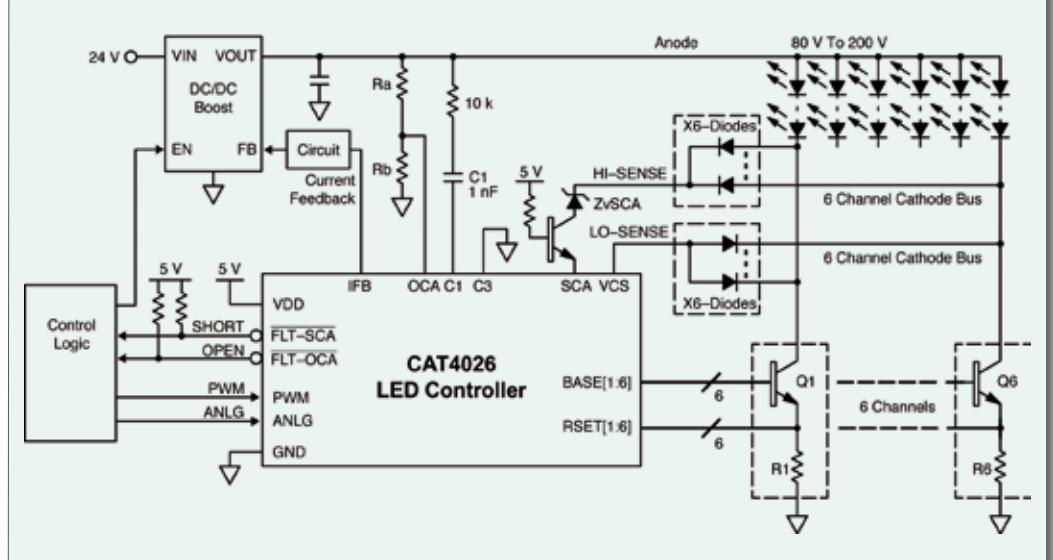 Anode
80 V To 200 V
24 V
VIN
VOUT
DC/DC
Boost
EN
FB
Circuit
Current
Feedback
Ra
Rb
10 k
C1
1 nF
5 V
HI-SENSE
ZvSCA
LO-SENSE
X6-Diodes
6 Channel Cathode Bus
6 Channel Cathode Bus
X6-Diodes
5 V
5 V
IFB
OCA
C1
C3
SCA
VCS
VDD
Control
Logic
SHORT
FLT-SCA
OPEN
FLT-OCA
PWM
PWM
ANLG
ANLG
GND
CAT4026
LED Controller
BASE[1:6]
6
RSET[1:6]
6
Q1
R1
6 Channels
Q6
R6